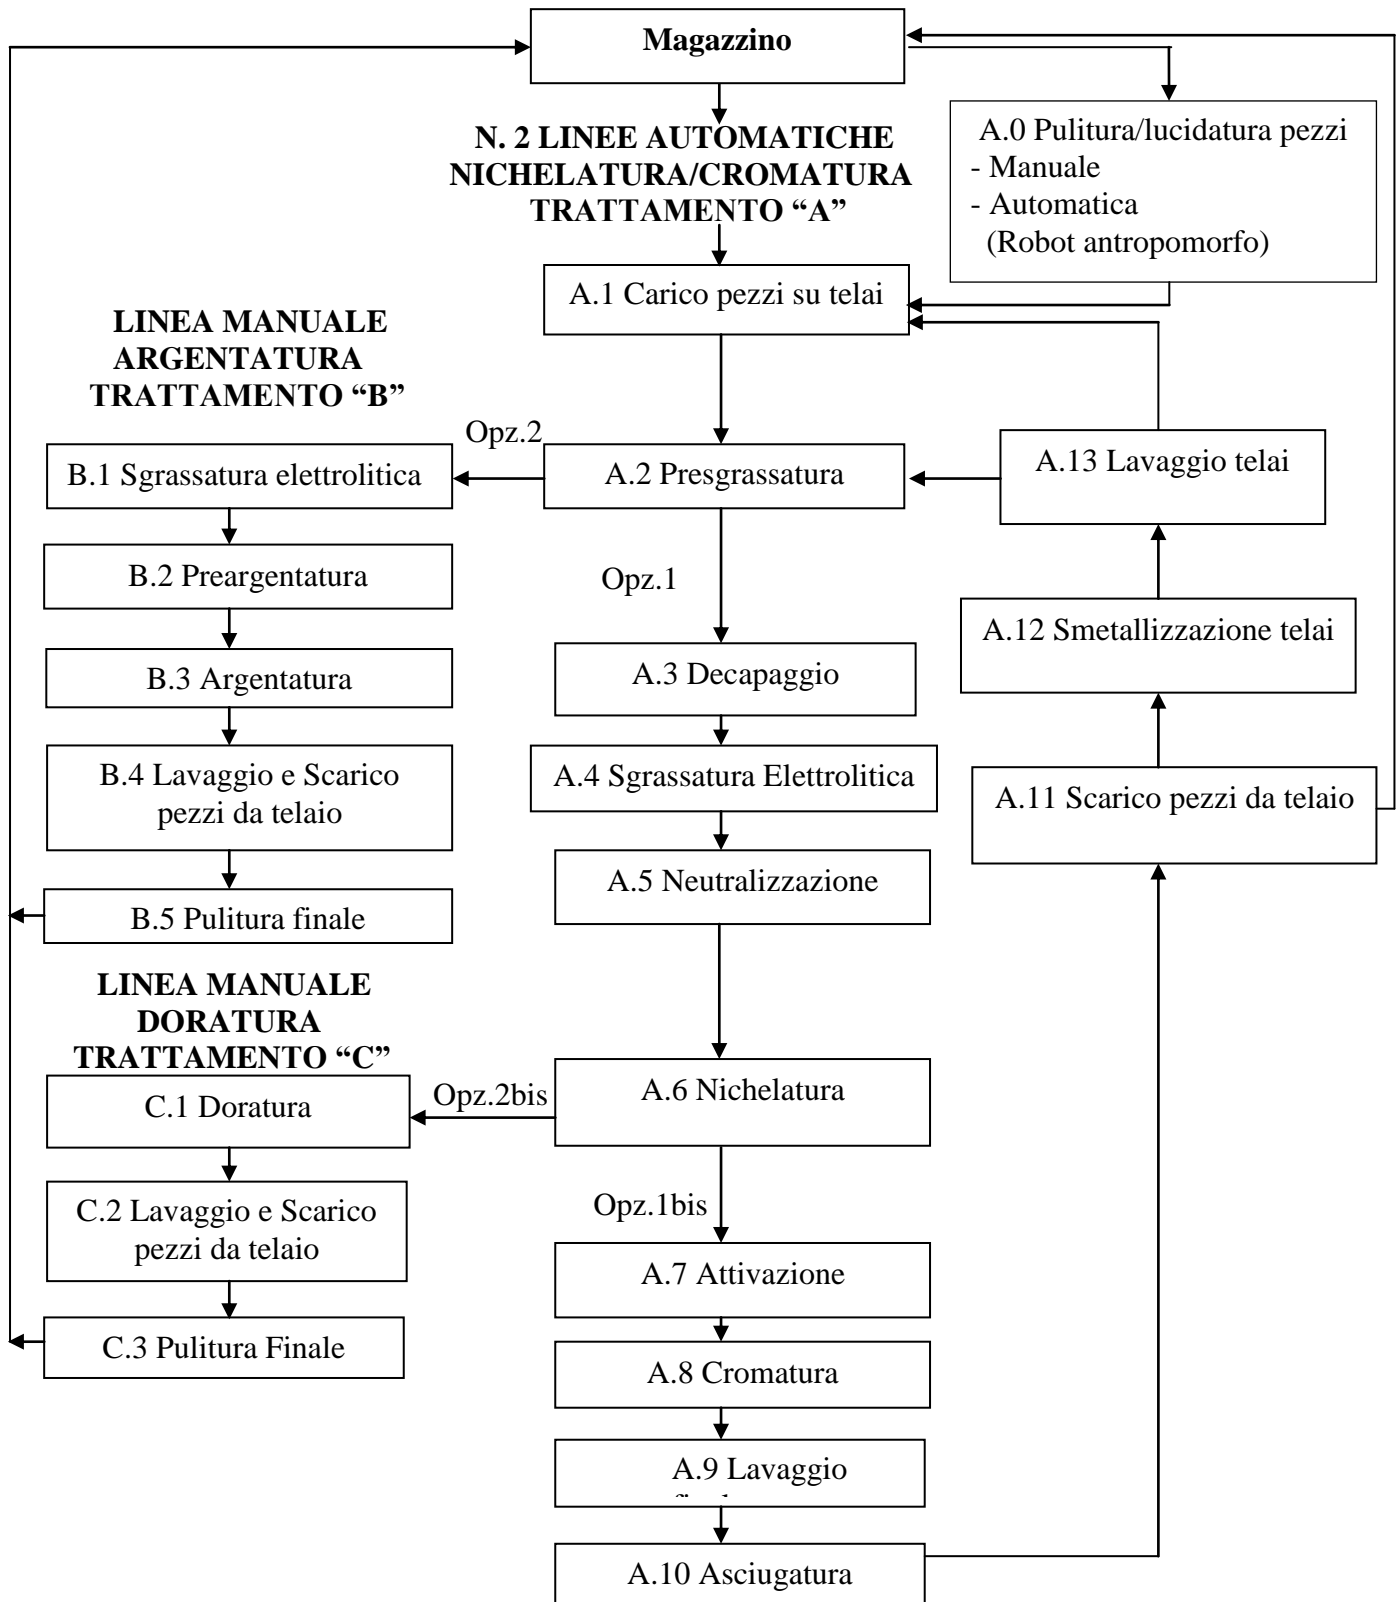 Magazzino
N. 2 LINEE AUTOMATICHE
NICHELATURA/CROMATURA
TRATTAMENTO “A”
A.0 Pulitura/lucidatura pezzi
- Manuale
- Automatica
(Robot antropomorfo)
A.1 Carico pezzi su telai
LINEA MANUALE
ARGENTATURA
TRATTAMENTO “B”
Opz.2
B.1 Sgrassatura elettrolitica
A.2 Presgrassatura
A.13 Lavaggio telai
B.2 Preargentatura
Opz.1
A.12 Smetallizzazione telai
B.3 Argentatura
A.3 Decapaggio
B.4 Lavaggio e Scarico
pezzi da telaio
A.4 Sgrassatura Elettrolitica
A.11 Scarico pezzi da telaio
A.5 Neutralizzazione
B.5 Pulitura finale
LINEA MANUALE
DORATURA
TRATTAMENTO “C”
C.1 Doratura
Opz.2bis
A.6 Nichelatura
C.2 Lavaggio e Scarico
pezzi da telaio
Opz.1bis
A.7 Attivazione
C.3 Pulitura Finale
A.8 Cromatura
A.9 Lavaggio
A.10 Asciugatura